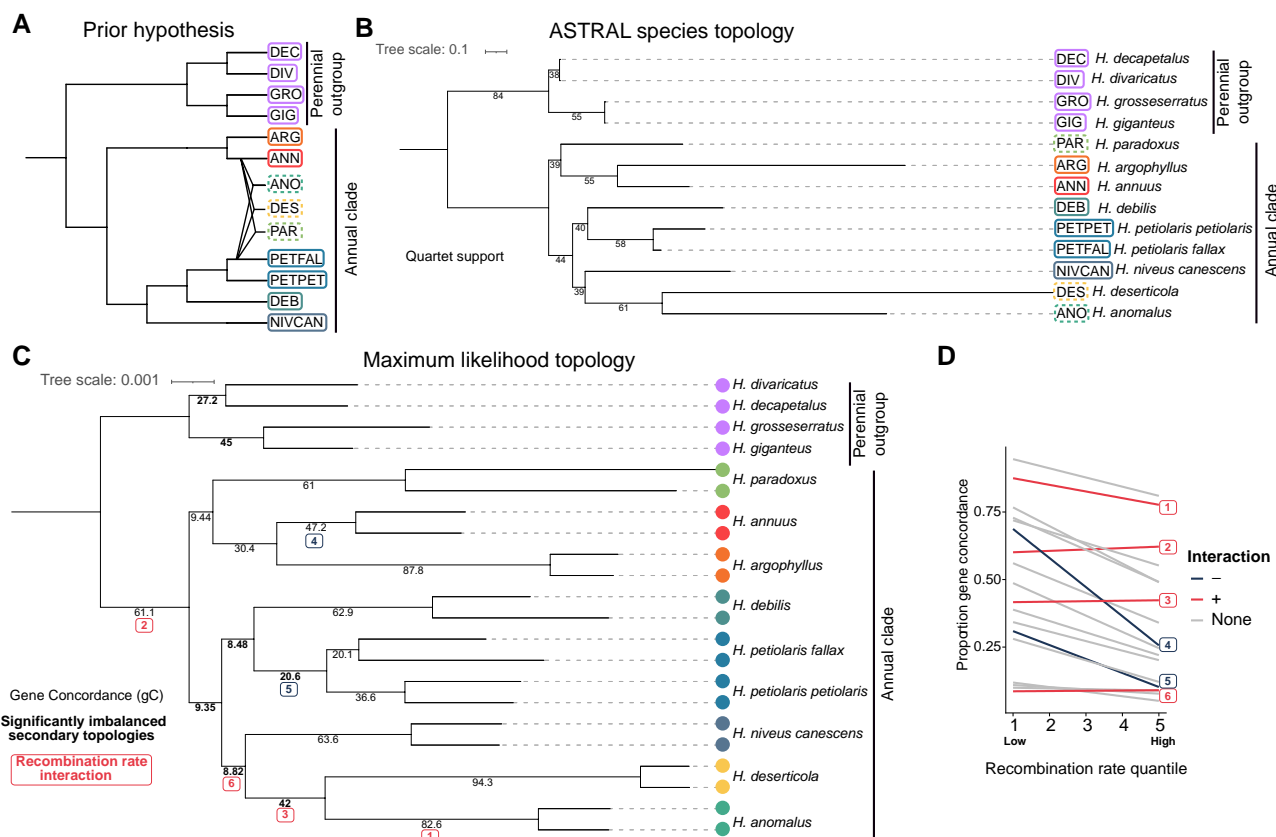 A
Prior hypothesis
DEC
DIV
GRO
GIG
ARG
ANN
ANO
DES
PAR
PETFAL
PETPET
DEB
NIVCAN
Perennial
outgroup
Annual clade
B
ASTRAL species topology
Tree scale: 0.1
38
84
55
39
55
40
58
44
39
61
Quartet support
DEC H. decapetalus
DIV H. divaricatus
GRO H. grosseserratus
GIG H. giganteus
PAR H. paradoxus
ARG H. argophyllus
ANN H. annuus
DEB H. debilis
PETPET H. petiolaris petiolaris
PETFAL H. petiolaris fallax
NIVCAN H. niveus canescens
DES H. deserticola
ANO H. anomalus
Perennial
outgroup
Annual clade
C
Maximum likelihood topology
Tree scale: 0.001
27.2
45
61
9.44
47.2
4
30.4
87.8
61.1
2
62.9
8.48
20.1
20.6
5
36.6
9.35
63.6
8.82
6
94.3
42
3
82.6
1
H. divaricatus
H. decapetalus
H. grosseserratus
H. giganteus
H. paradoxus
H. annuus
H. argophyllus
H. debilis
H. petiolaris fallax
H. petiolaris petiolaris
H. niveus canescens
H. deserticola
H. anomalus
Perennial
outgroup
Annual clade
Gene Concordance (gC)
Significantly imbalanced
secondary topologies
Recombination rate
interaction
D
Proportion gene concordance
0.75
0.50
0.25
1
2
3
4
5
6
1 2 3 4 5
Low High
Recombination rate quantile
Interaction
−
+
None